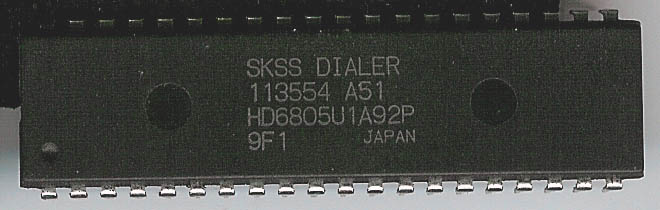 SKSS DIALER
113554 A51
HD6805U1A92P
9F1 JAPAN